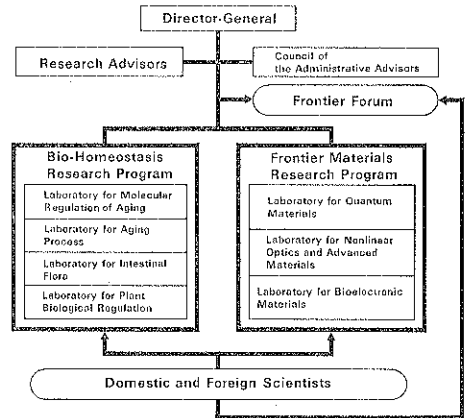 Director-General
Research Advisors
Council of
the Administrative Advisors
Frontier Forum
Bio-Homeostasis
Research Program
Laboratory for Molecular
Regulation of Aging
Laboratory for Aging
Process
Laboratory for Intestinal
Flora
Laboratory for Plant
Biological Regulation
Frontier Materials
Research Program
Laboratory for Quantum
Materials
Laboratory for Nonlinear
Optics and Advanced
Materials
Laboratory for Bioelectronic
Materials
Domestic and Foreign Scientists